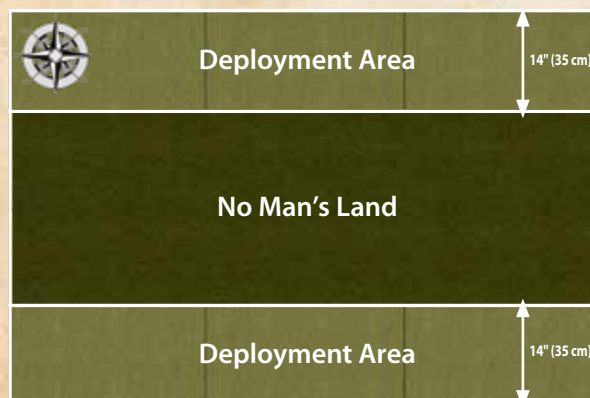 Deployment Area
14" (35 cm)
No Man's Land
Deployment Area
14" (35 cm)